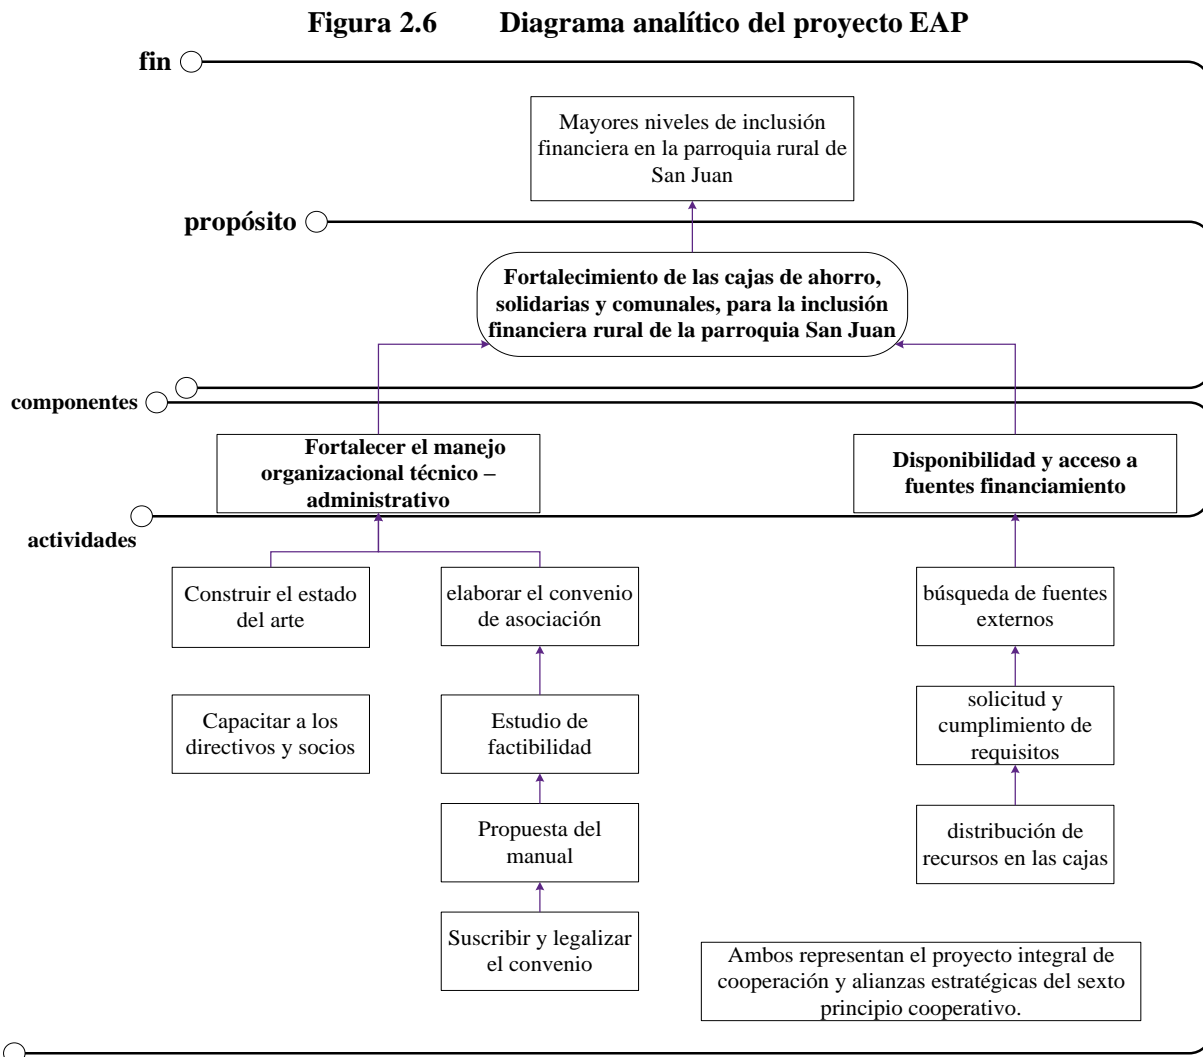 Figura 2.6 Diagrama analítico del proyecto EAP
fin
Mayores niveles de inclusión
financiera en la parroquia rural de
San Juan
propósito
Fortalecimiento de las cajas de ahorro,
solidarias y comunales, para la inclusión
financiera rural de la parroquia San Juan
componentes
Fortalecer el manejo
organizacional técnico –
administrativo
Disponibilidad y acceso a
fuentes financiamiento
actividades
Construir el estado
del arte
elaborar el convenio
de asociación
búsqueda de fuentes
externos
Capacitar a los
directivos y socios
Estudio de
factibilidad
solicitud y
cumplimiento de
requisitos
Propuesta del
manual
distribución de
recursos en las cajas
Suscribir y legalizar
el convenio
Ambos representan el proyecto integral de
cooperación y alianzas estratégicas del sexto
principio cooperativo.